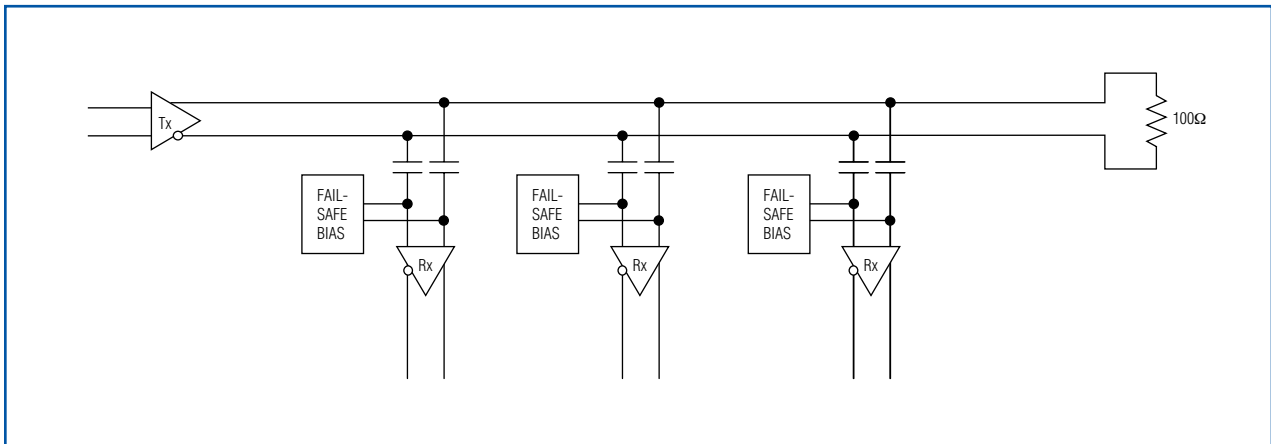 Tx
100Ω
FAIL-
SAFE
BIAS
Rx
FAIL-
SAFE
BIAS
Rx
FAIL-
SAFE
BIAS
Rx